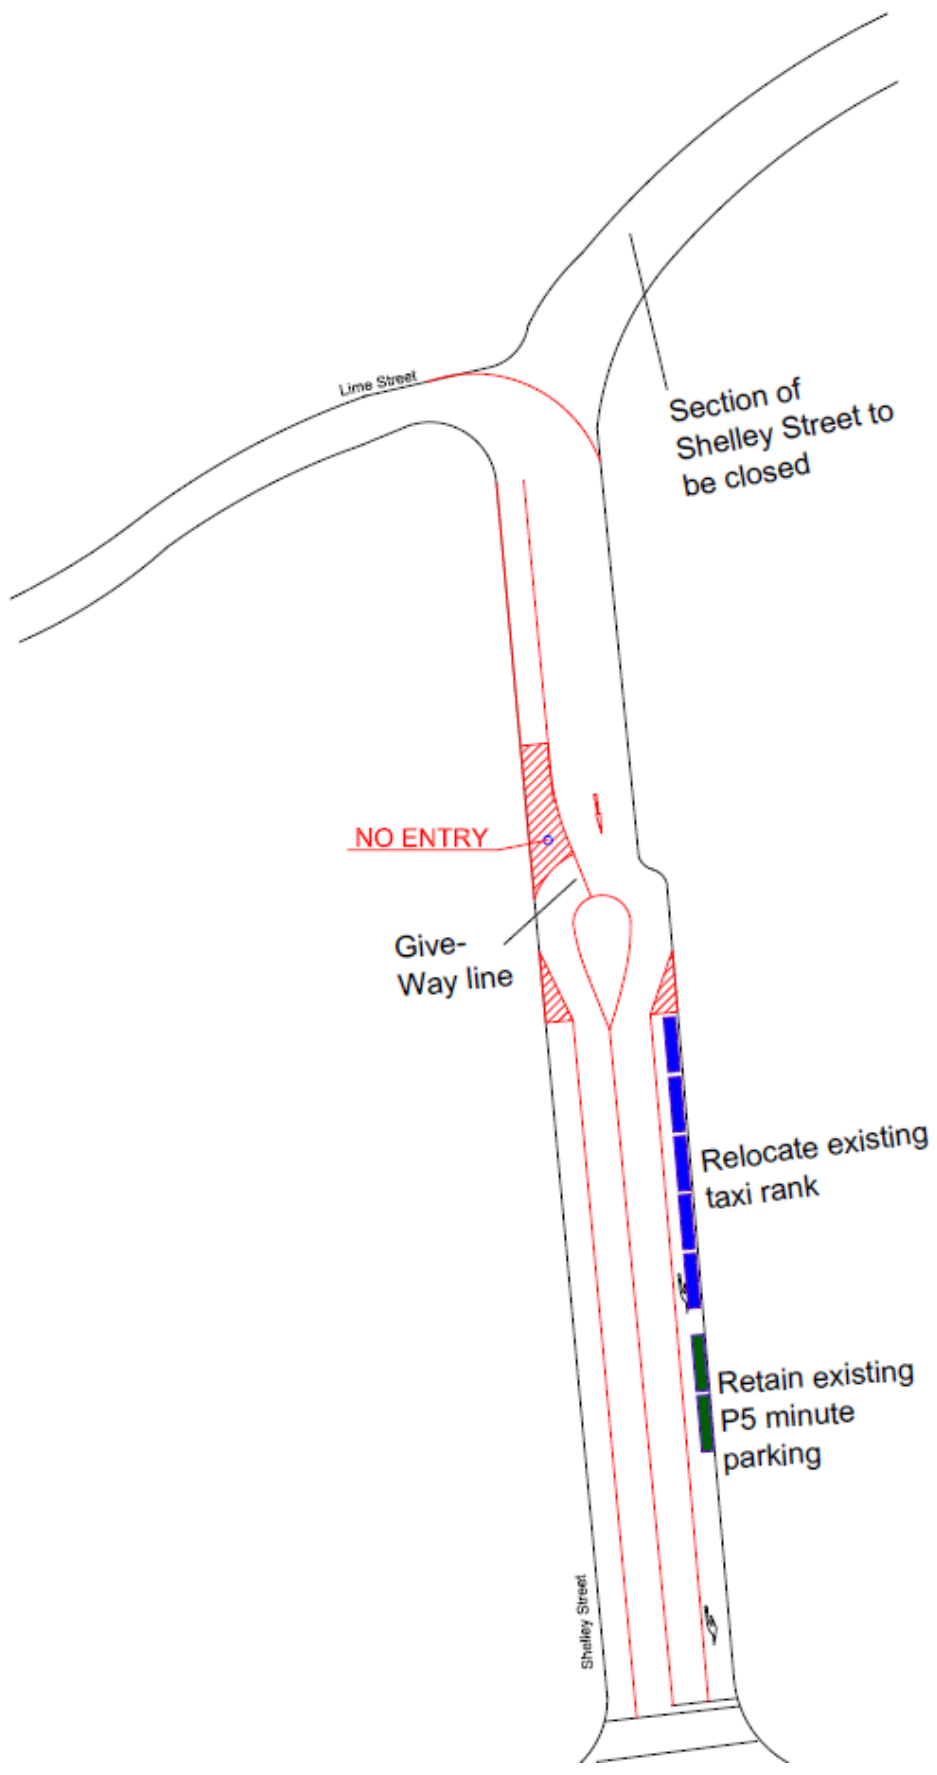 Lime Street
Section of
Shelley Street to
be closed
NO ENTRY
Give-
Way line
Relocate existing
taxi rank
Retain existing
P5 minute
parking
Shelley Street